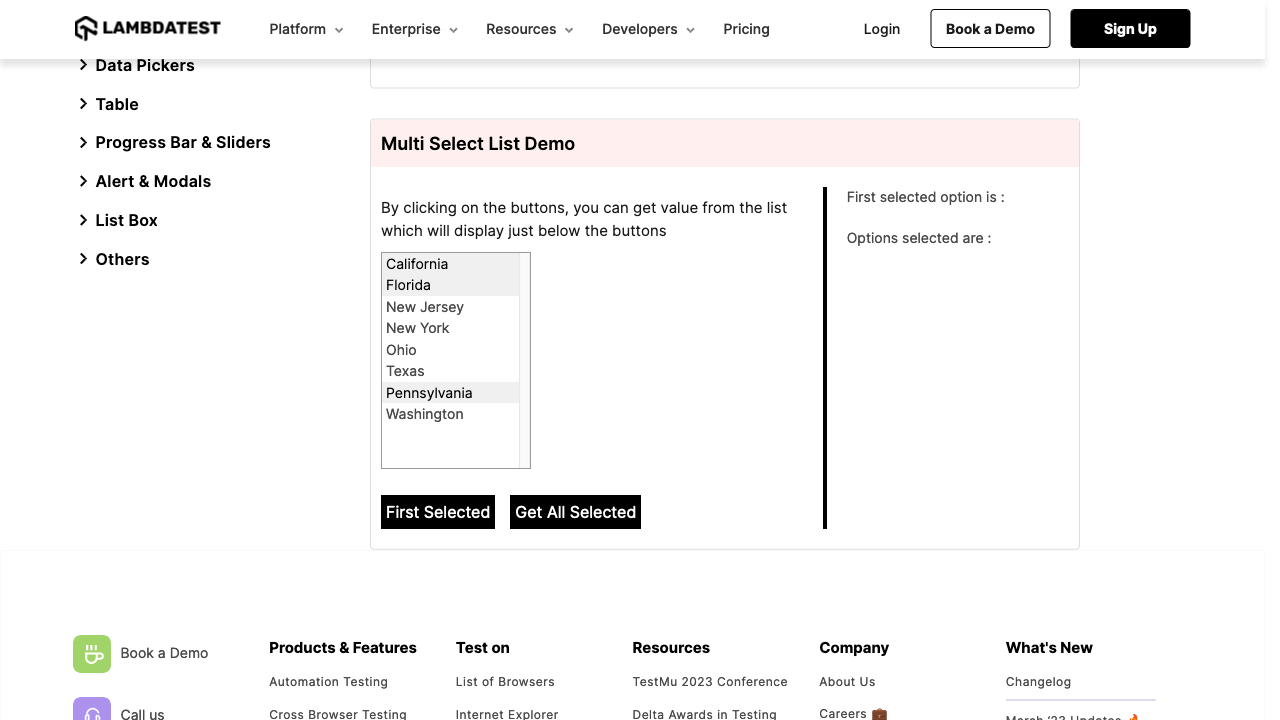 LAMBDATEST
Platform
Enterprise
Resources
Developers
Pricing
Login
Book a Demo
Sign Up
Data Pickers
Table
Progress Bar & Sliders
Alert & Modals
List Box
Others
Multi Select List Demo
By clicking on the buttons, you can get value from the list
which will display just below the buttons
California
Florida
New Jersey
New York
Ohio
Texas
Pennsylvania
Washington
First Selected
Get All Selected
First selected option is :
Options selected are :
Book a Demo
Call us
Products & Features
Automation Testing
Cross Browser Testing
Test on
List of Browsers
Internet Explorer
Resources
TestMu 2023 Conference
Delta Awards in Testing
Company
About Us
Careers 💼
What's New
Changelog
March '23 Updates 🔥